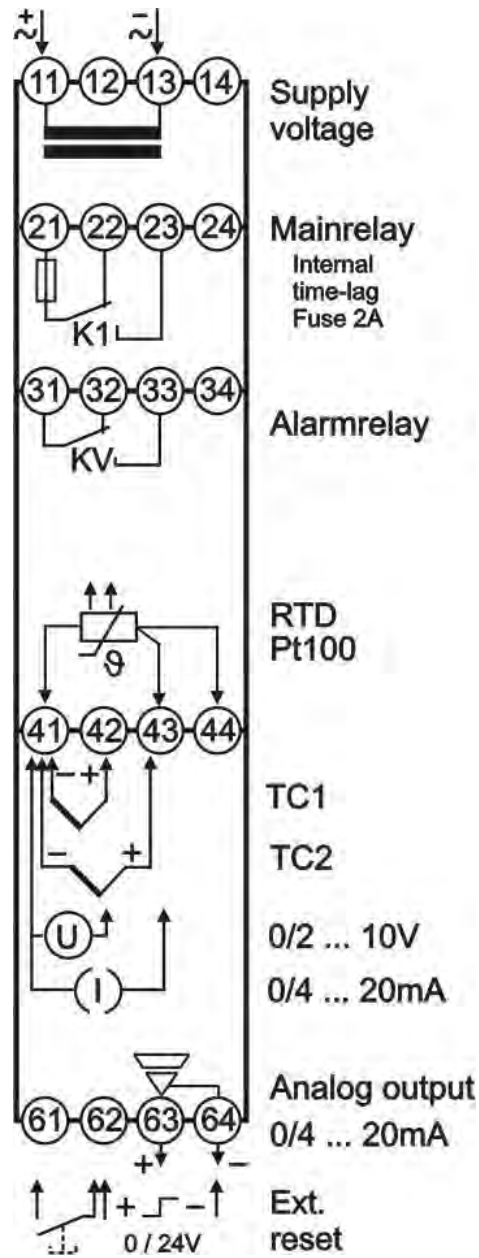 + −
~ ~
11 12 13 14 Supply
voltage
21 22 23 24 Mainrelay
Internal
time-lag
Fuse 2A
K1
31 32 33 34
Alarmrelay
KV
RTD
Pt100
ϑ
41 42 43 44
− +
TC1
− +
TC2
U 0/2 ... 10V
(I) 0/4 ... 20mA
Analog output
61 62 63 64 0/4 ... 20mA
+ −
+ − Ext.
0 / 24V reset